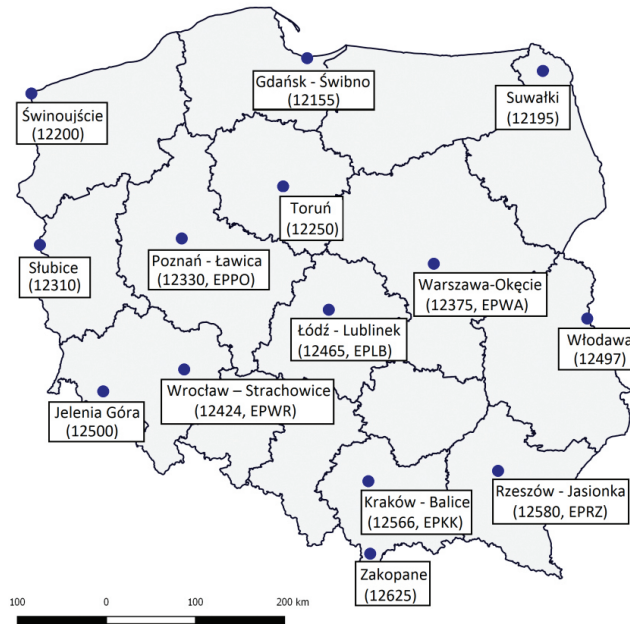 Gdańsk - Świbno
(12155)
Suwałki
(12195)
Świnoujście
(12200)
Toruń
(12250)
Słubice
(12310)
Poznań - Ławica
(12330, EPPO)
Warszawa-Okęcie
(12375, EPWA)
Łódź - Lublinek
(12465, EPLB)
Włodawa
(12497)
Wrocław – Strachowice
(12424, EPWR)
Jelenia Góra
(12500)
Kraków - Balice
(12566, EPKK)
Rzeszów - Jasionka
(12580, EPRZ)
Zakopane
(12625)
100 0 100 200 km